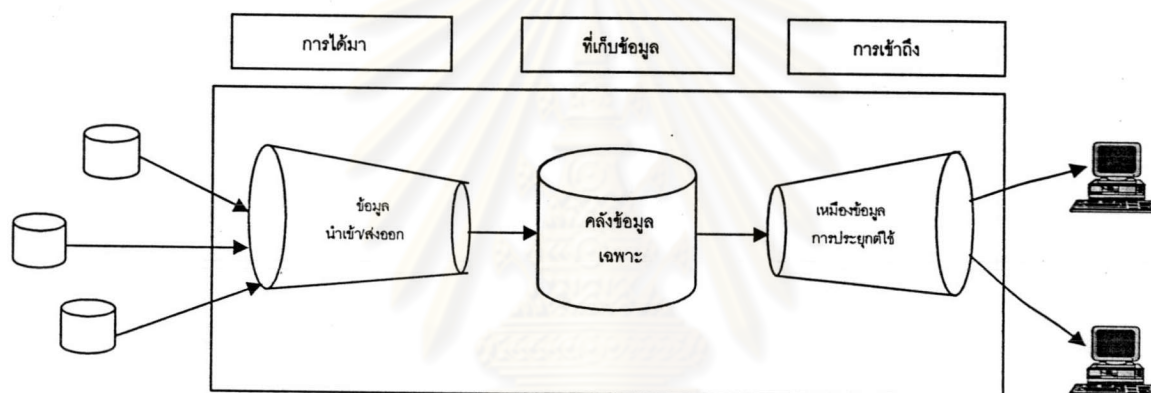 การได้มา
ที่เก็บข้อมูล
การเข้าถึง
ข้อมูล
นำเข้า/ส่งออก
คลังข้อมูล
เฉพาะ
เหมืองข้อมูล
การประยุกต์ใช้